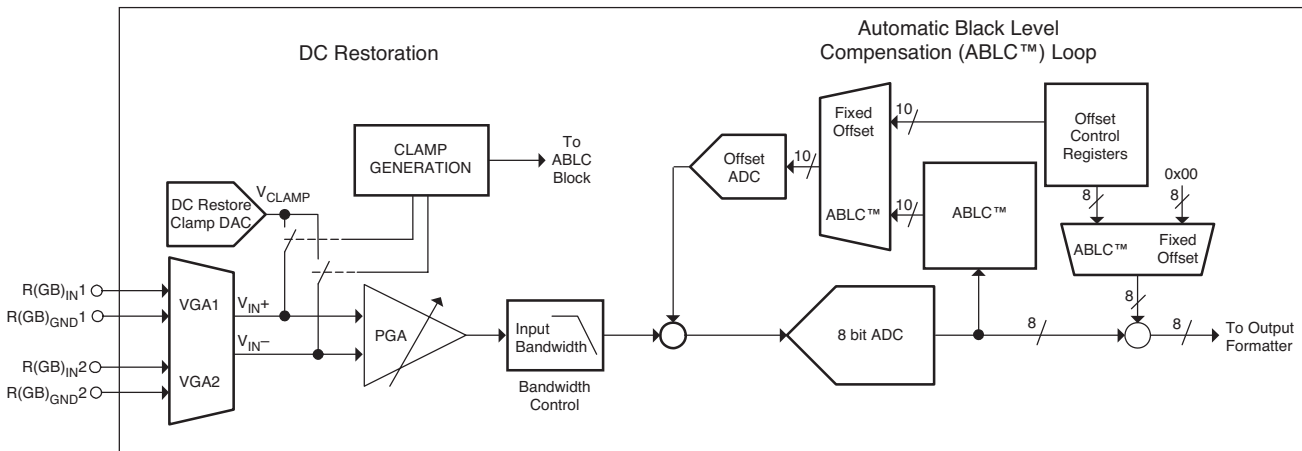 DC Restoration
Automatic Black Level
Compensation (ABLC™) Loop
CLAMP
GENERATION
To
ABLC
Block
DC Restore
Clamp DAC
V_CLAMP
Offset
ADC
10
Fixed
Offset
ABLC™
10
10
ABLC™
Offset
Control
Registers
8
0x00
8
ABLC™
Fixed
Offset
8
R(GB)_IN1
R(GB)_GND1
R(GB)_IN2
R(GB)_GND2
VGA1
VGA2
V_IN+
V_IN−
PGA
Input
Bandwidth
Bandwidth
Control
8 bit ADC
8
8
To Output
Formatter